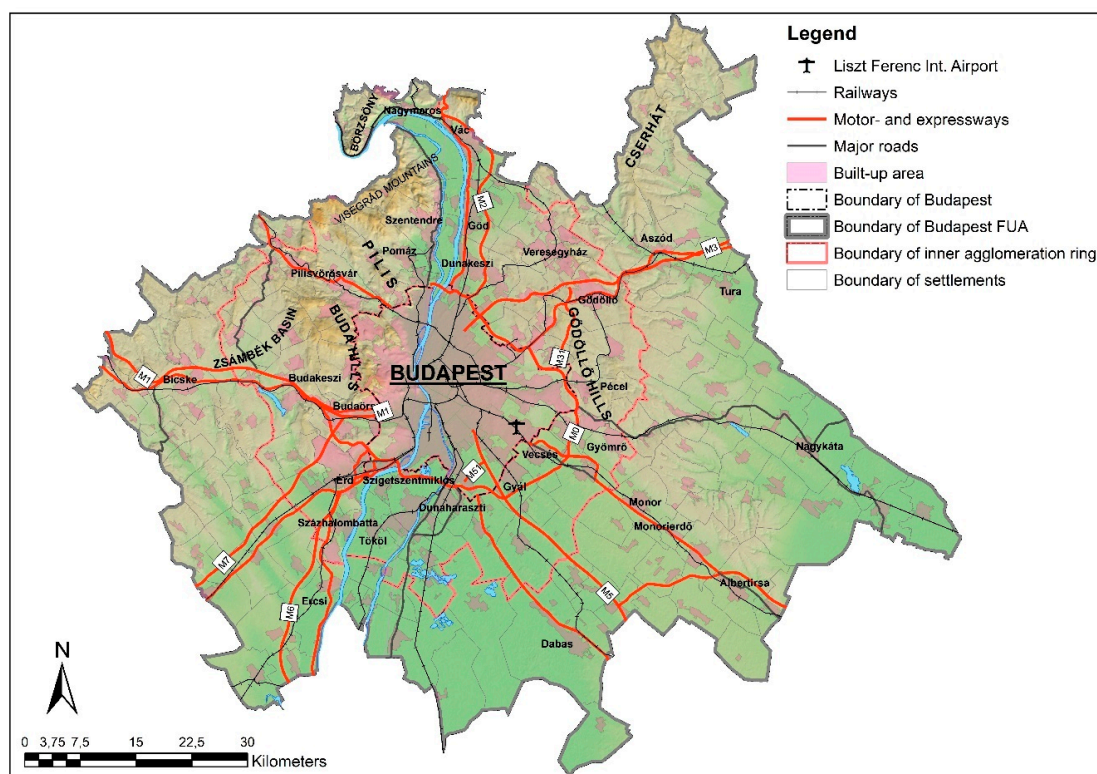 Legend
Liszt Ferenc Int. Airport
Railways
Motor- and expressways
Major roads
Built-up area
Boundary of Budapest
Boundary of Budapest FUA
Boundary of inner agglomeration ring
Boundary of settlements
BÖRZSÖNY
Nagymaros
Vác
CSERHÁT
VISEGRÁD MOUNTAINS
M2
Szentendre
Göd
Aszód
M3
Pomáz
Veresegyház
PILIS
Dunakeszi
Pilisvörösvár
Tura
Gödöllő
ZSÁMBÉK BASIN
BUDA HILLS
GÖDÖLLŐ HILLS
M31
M1
Bicske
Budakeszi
BUDAPEST
Pécel
Budaörs
M1
M0
Gyömrő
Nagykáta
Vecsés
Érd
Szigetszentmiklós
M51
Gyál
Dunaharaszti
Monor
Százhalombatta
Monorierdő
Tököl
M7
Albertirsa
M5
Ercsi
M6
Dabas
N
0 3,75 7,5 15 22,5 30
Kilometers